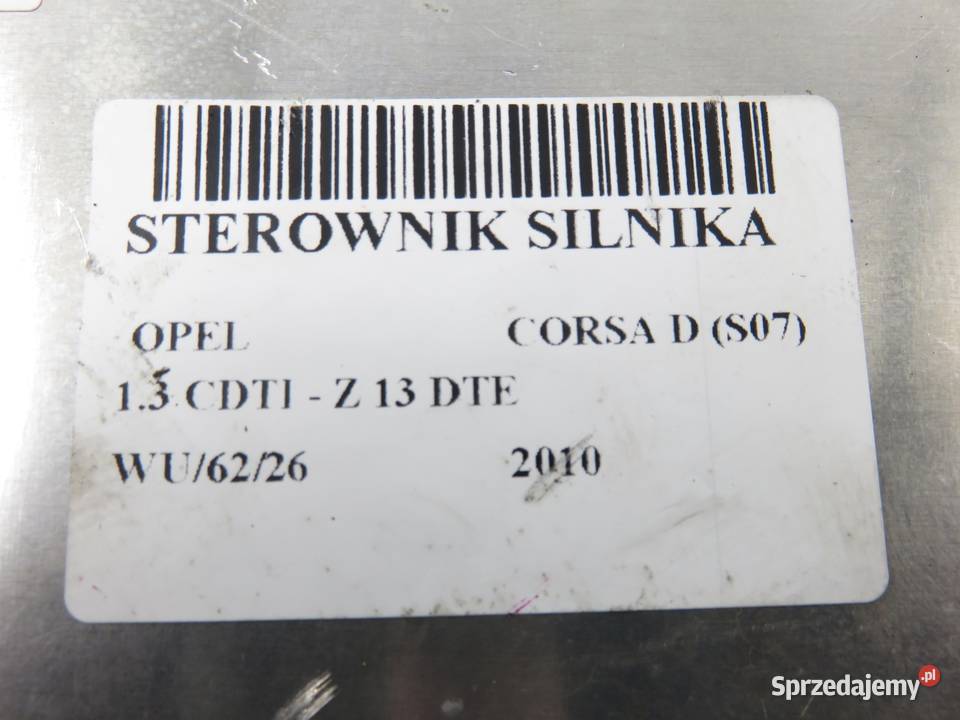 STEROWNIK SILNIKA
OPEL CORSA D (S07)
1.3 CDTI - Z 13 DTE
WU/62/26 2010
Sprzedajemy.pl